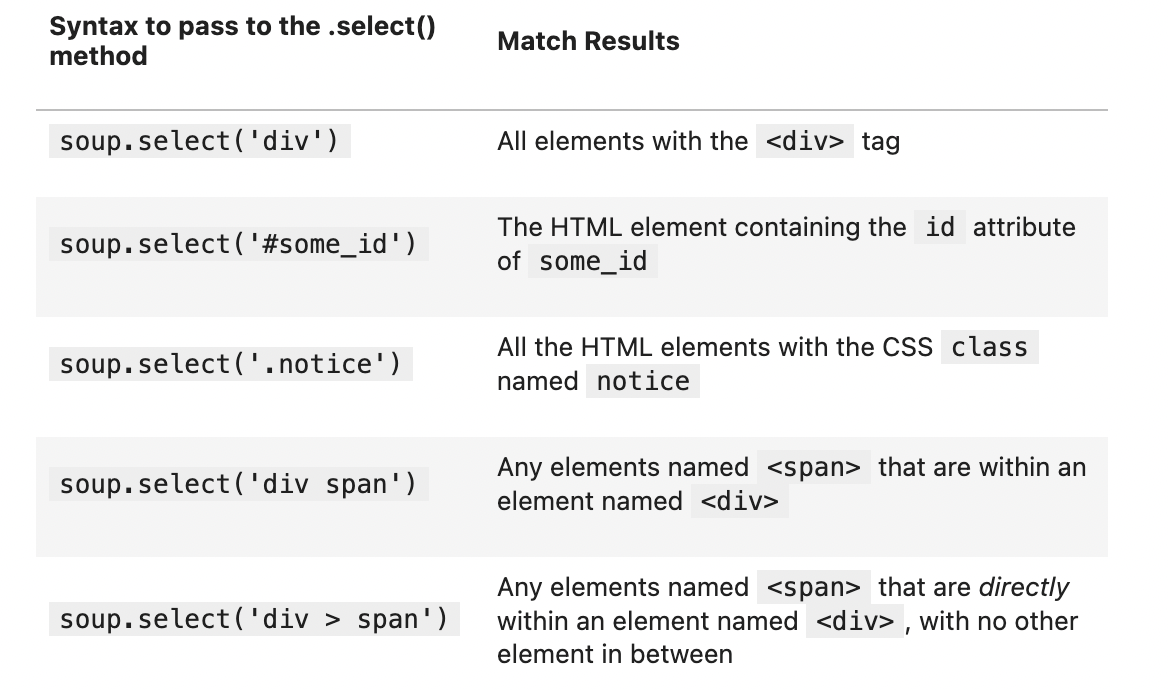 Syntax to pass to the .select()
method
Match Results
soup.select('div')
All elements with the <div> tag
soup.select('#some_id')
The HTML element containing the id attribute
of some_id
soup.select('.notice')
All the HTML elements with the CSS class
named notice
soup.select('div span')
Any elements named <span> that are within an
element named <div>
soup.select('div > span')
Any elements named <span> that are directly
within an element named <div>, with no other
element in between